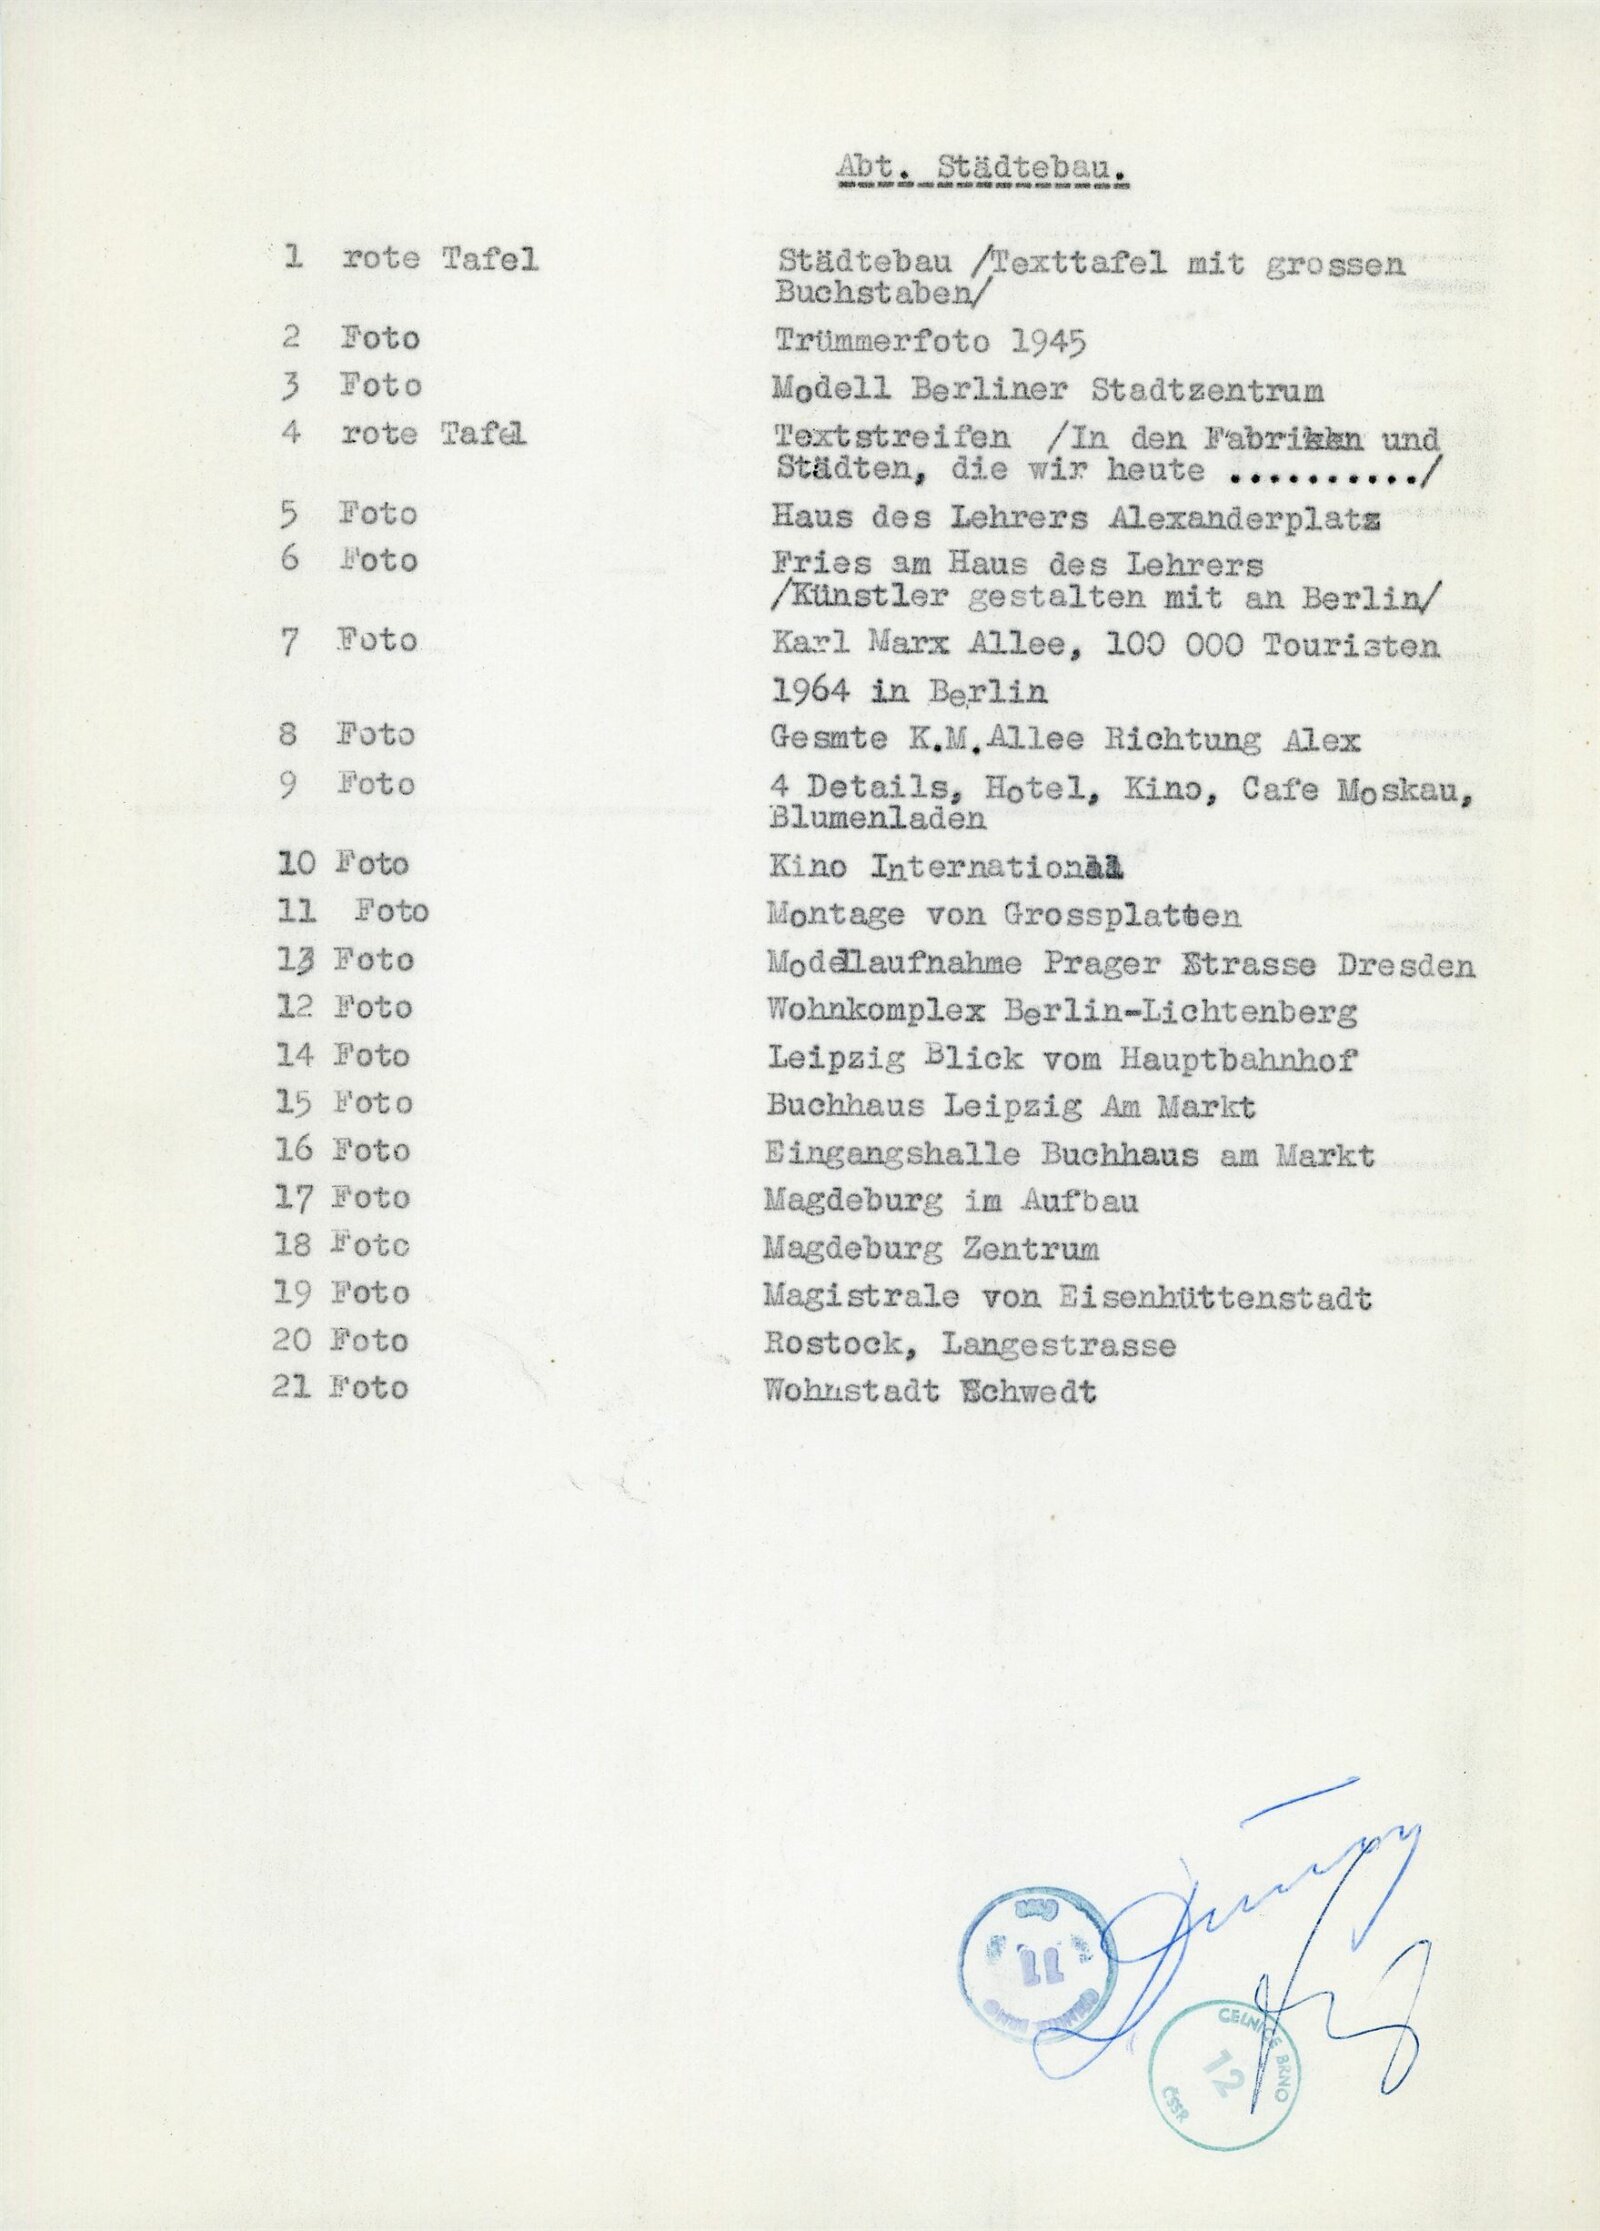 Abt. Städtebau.
1 rote Tafel Städtebau /Texttafel mit grossen
Buchstaben/
2 Foto Trümmerfoto 1945
3 Foto Modell Berliner Stadtzentrum
4 rote Tafel Textstreifen /In den Fabriken und
Städten, die wir heute ........../
5 Foto Haus des Lehrers Alexanderplatz
6 Foto Fries am Haus des Lehrers
/Künstler gestalten mit an Berlin/
7 Foto Karl Marx Allee, 100 000 Touristen
1964 in Berlin
8 Foto Gesmte K.M.Allee Richtung Alex
9 Foto 4 Details, Hotel, Kino, Cafe Moskau,
Blumenladen
10 Foto Kino International
11 Foto Montage von Grossplatten
13 Foto Modellaufnahme Prager Strasse Dresden
12 Foto Wohnkomplex Berlin-Lichtenberg
14 Foto Leipzig Blick vom Hauptbahnhof
15 Foto Buchhaus Leipzig Am Markt
16 Foto Eingangshalle Buchhaus am Markt
17 Foto Magdeburg im Aufbau
18 Foto Magdeburg Zentrum
19 Foto Magistrale von Eisenhüttenstadt
20 Foto Rostock, Langestrasse
21 Foto Wohnstadt Schwedt
11
CELNICE BRNO
12
ČSSR